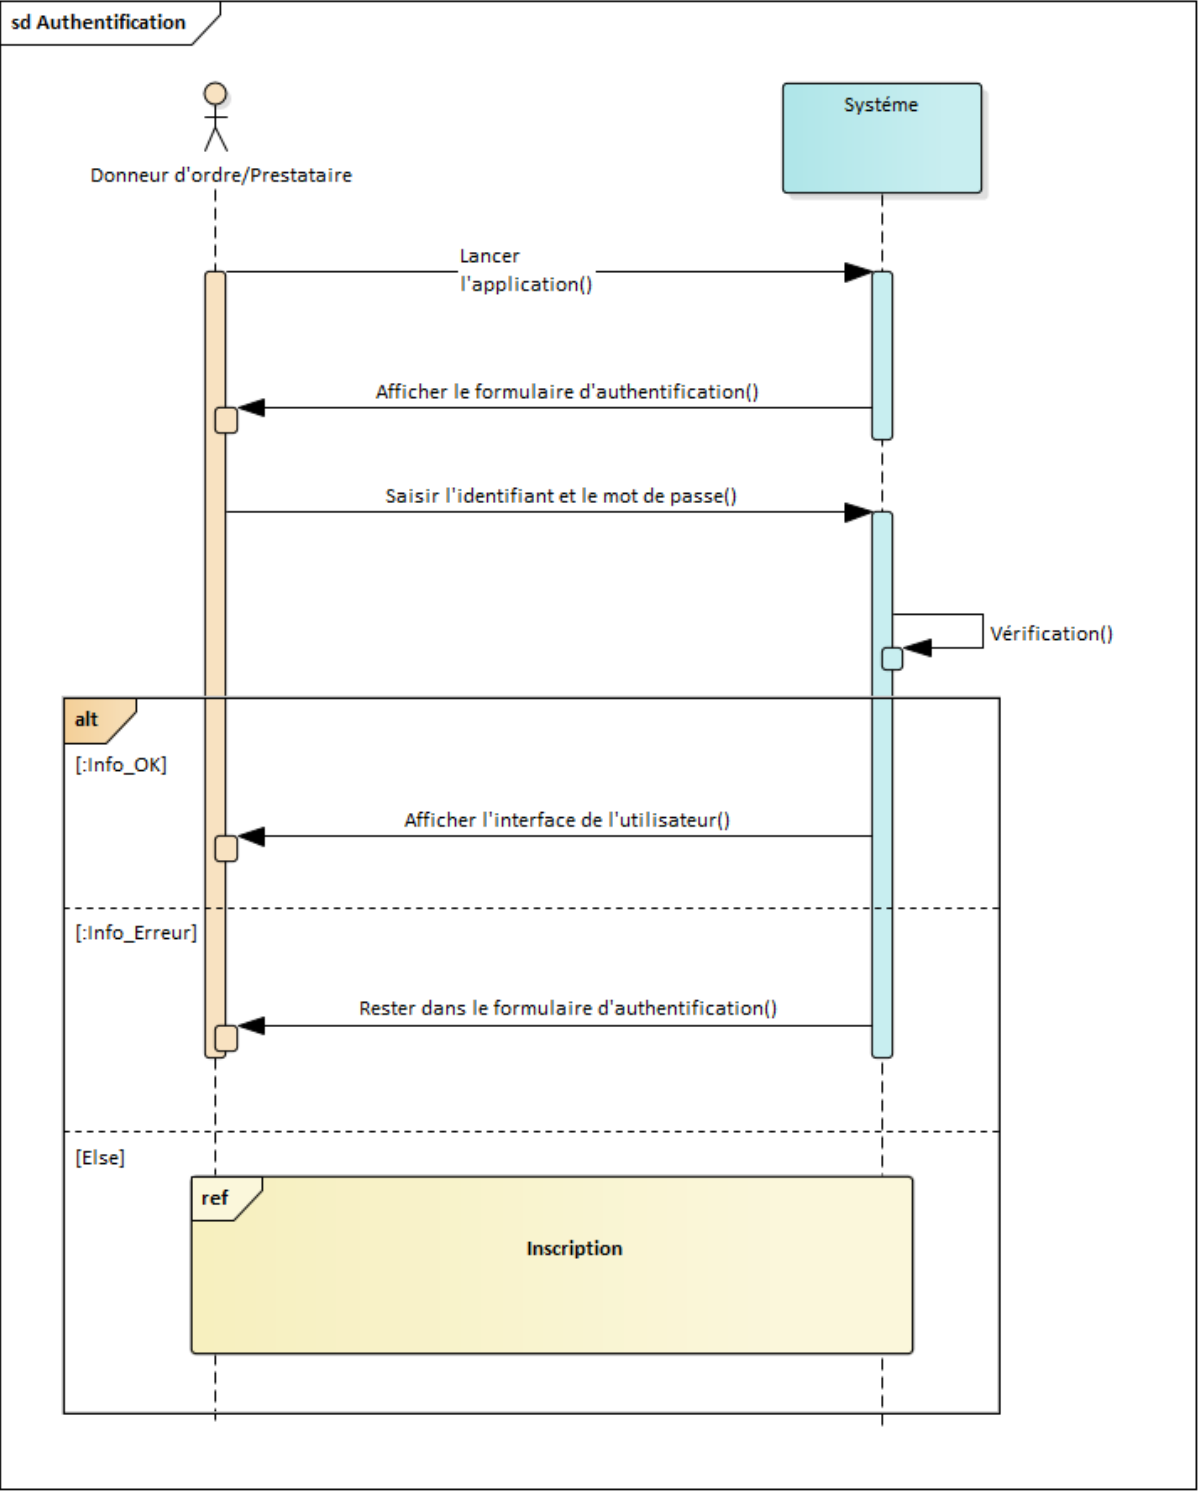 sd Authentification
Systéme
Donneur d'ordre/Prestataire
Lancer
l'application()
Afficher le formulaire d'authentification()
Saisir l'identifiant et le mot de passe()
Vérification()
alt
[:Info_OK]
Afficher l'interface de l'utilisateur()
[:Info_Erreur]
Rester dans le formulaire d'authentification()
[Else]
ref
Inscription